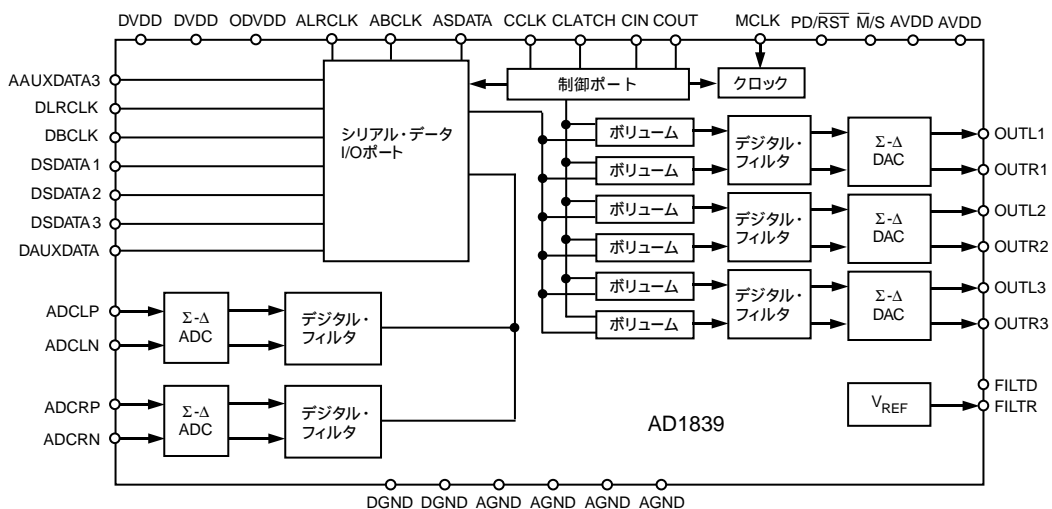 DVDD DVDD ODVDD ALRCLK ABCLK ASDATA CCLK CLATCH CIN COUT MCLK PD/RST M/S AVDD AVDD
AAUXDATA3
DLRCLK
DBCLK
DSDATA1
DSDATA2
DSDATA3
DAUXDATA
シリアル・データ
I/Oポート
制御ポート
クロック
ボリューム
ボリューム
ボリューム
ボリューム
ボリューム
ボリューム
デジタル・
フィルタ
デジタル・
フィルタ
デジタル・
フィルタ
Σ-Δ
DAC
Σ-Δ
DAC
Σ-Δ
DAC
OUTL1
OUTR1
OUTL2
OUTR2
OUTL3
OUTR3
ADCLP
ADCLN
Σ-Δ
ADC
デジタル・
フィルタ
ADCRP
ADCRN
Σ-Δ
ADC
デジタル・
フィルタ
VREF
FILTD
FILTR
AD1839
DGND DGND AGND AGND AGND AGND